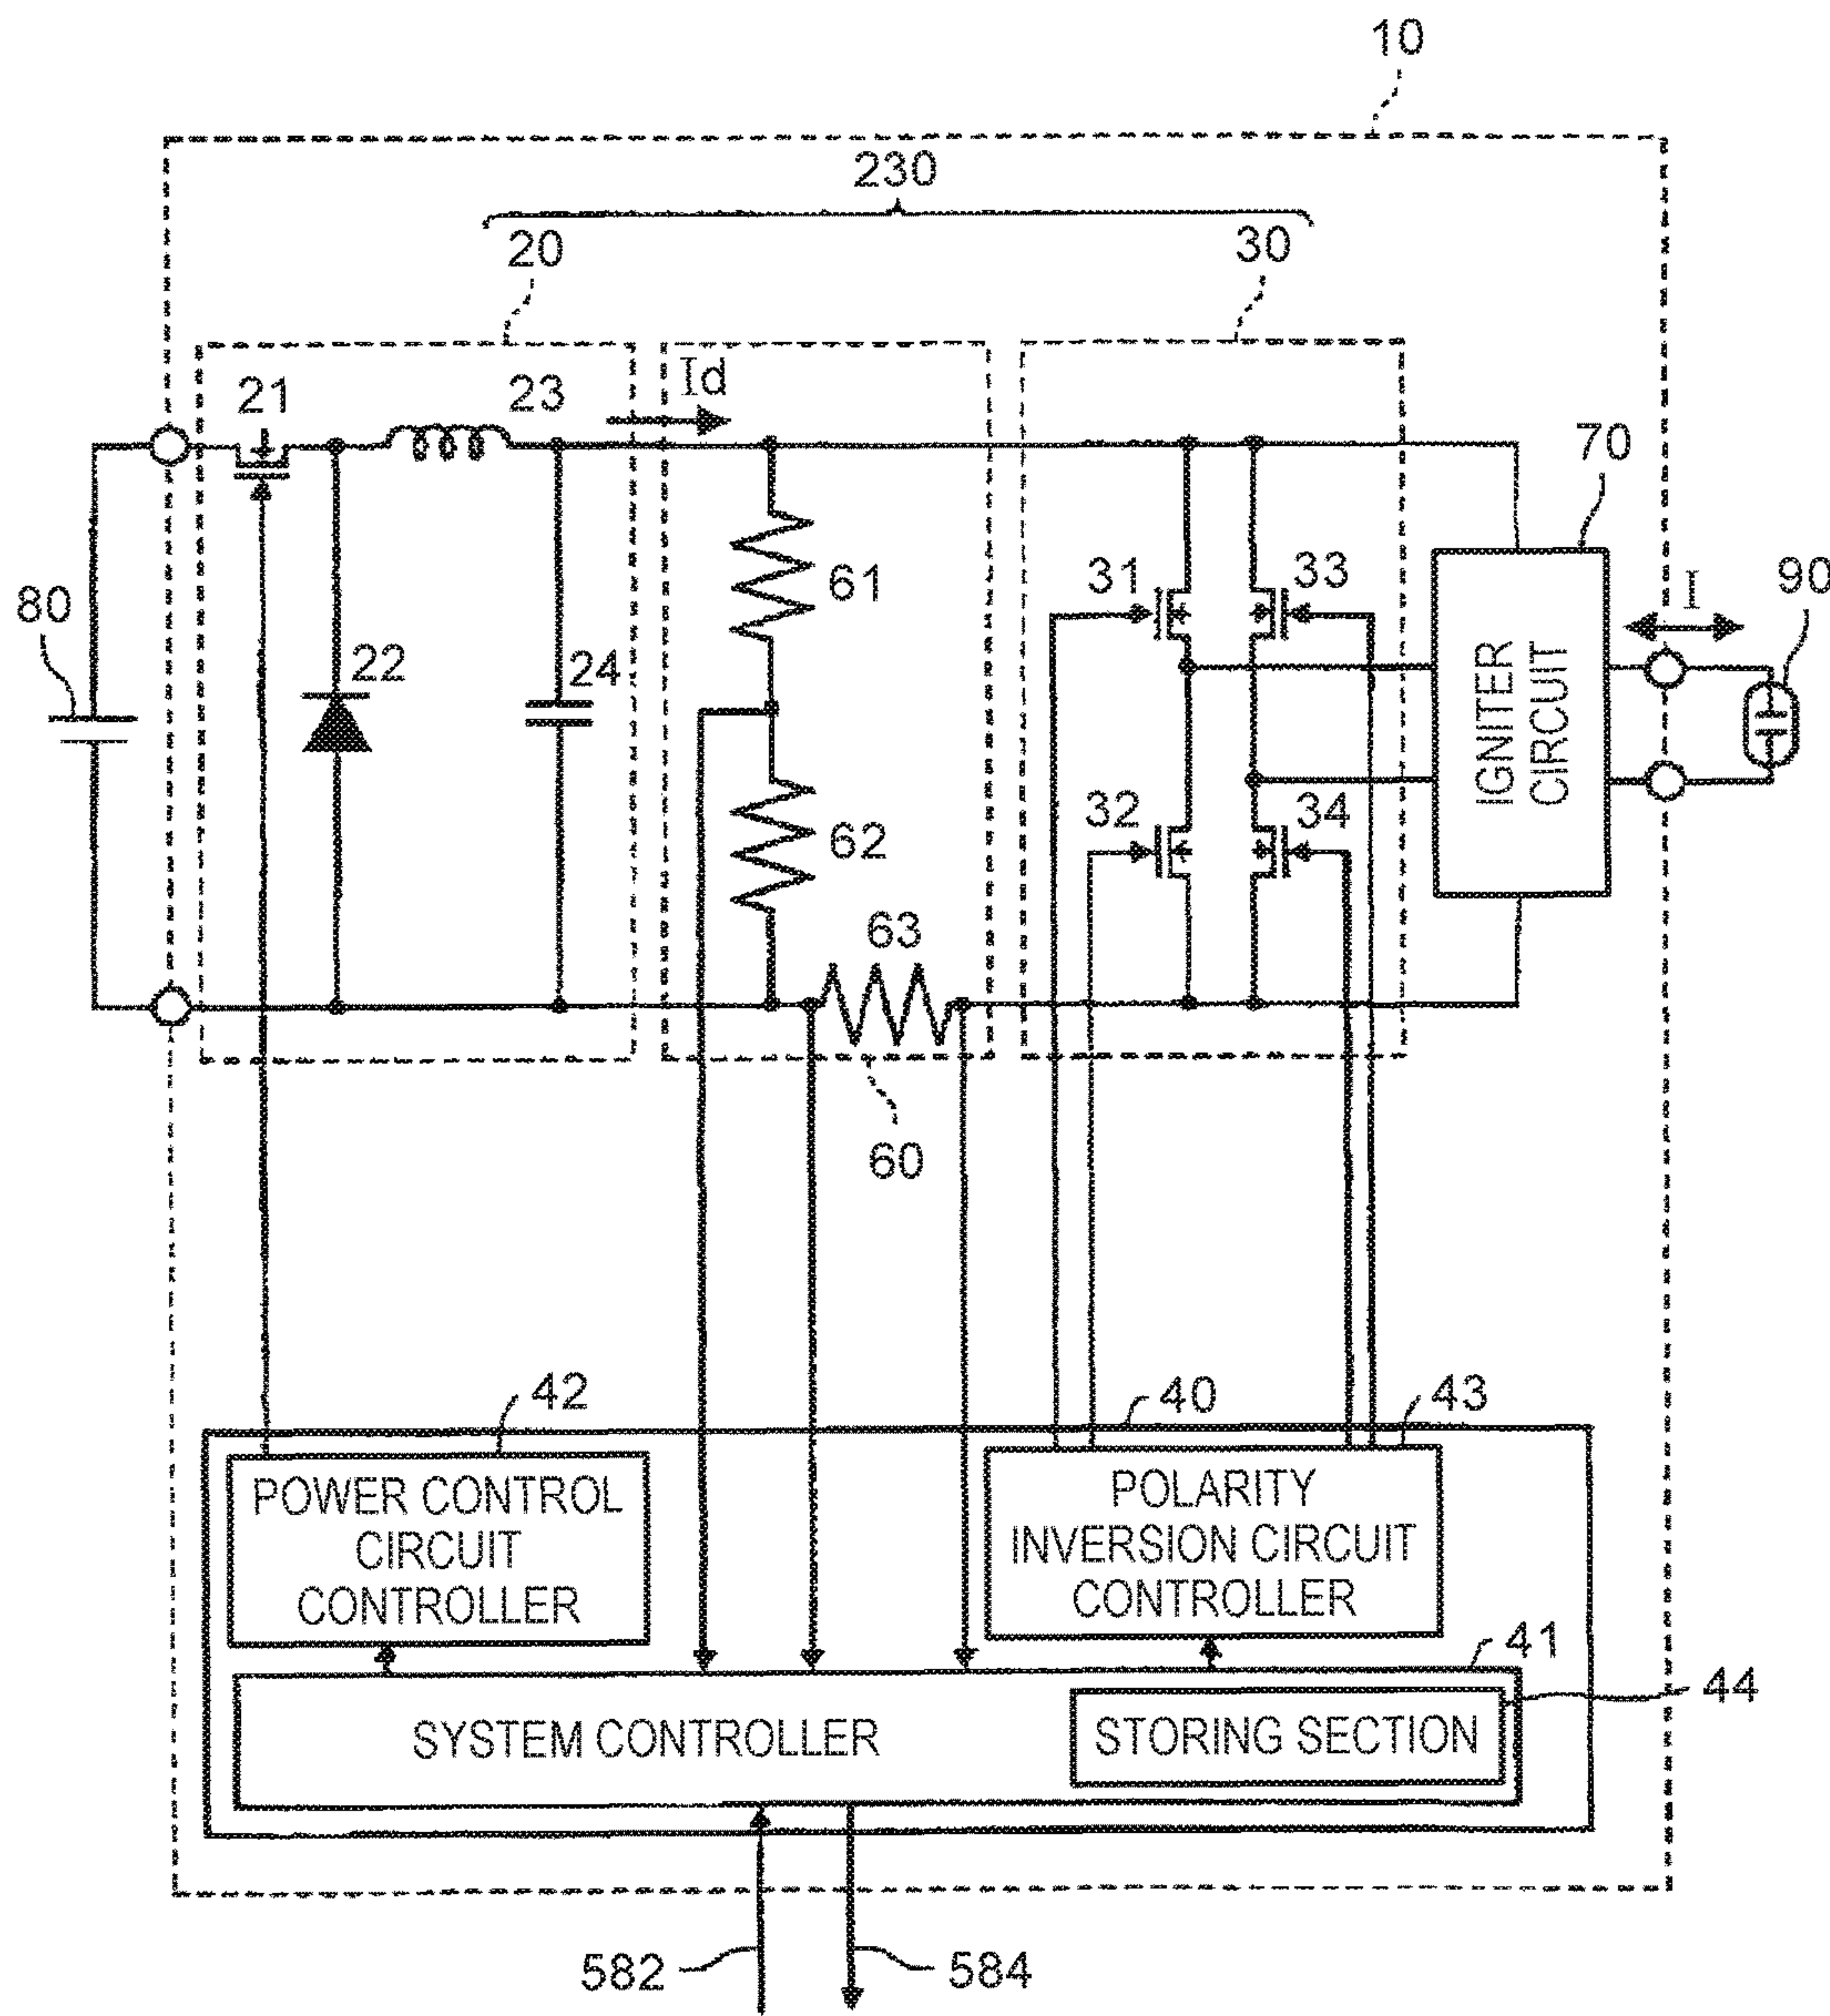 10
230
20
30
21
23
Id
70
80
61
31
33
I
90
22
24
IGNITER
CIRCUIT
62
32
34
63
60
42
40
43
POWER CONTROL
CIRCUIT
CONTROLLER
POLARITY
INVERSION CIRCUIT
CONTROLLER
41
44
SYSTEM CONTROLLER
STORING SECTION
582
584